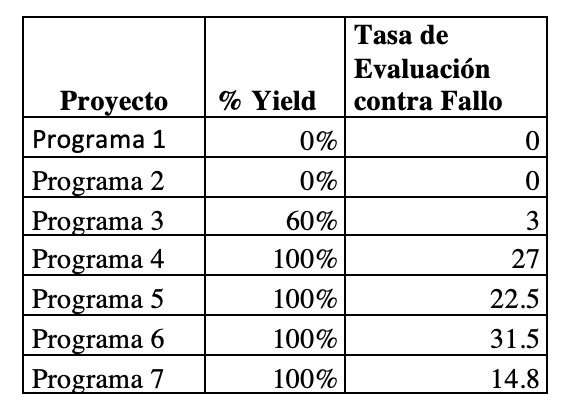 Proyecto % Yield Tasa de Evaluación contra Fallo
Programa 1 0% 0
Programa 2 0% 0
Programa 3 60% 3
Programa 4 100% 27
Programa 5 100% 22.5
Programa 6 100% 31.5
Programa 7 100% 14.8